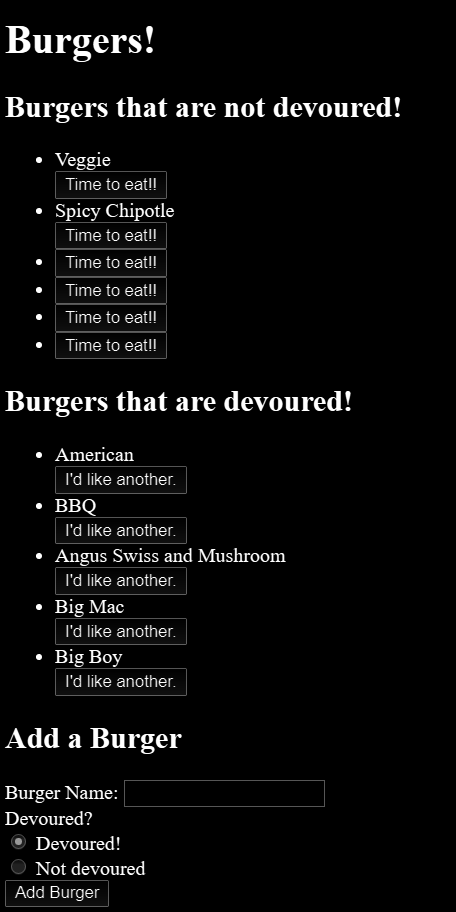 Burgers!
Burgers that are not devoured!
Veggie
Time to eat!!
Spicy Chipotle
Time to eat!!
Time to eat!!
Time to eat!!
Time to eat!!
Time to eat!!
Burgers that are devoured!
American
I'd like another.
BBQ
I'd like another.
Angus Swiss and Mushroom
I'd like another.
Big Mac
I'd like another.
Big Boy
I'd like another.
Add a Burger
Burger Name:
Devoured?
Devoured!
Not devoured
Add Burger